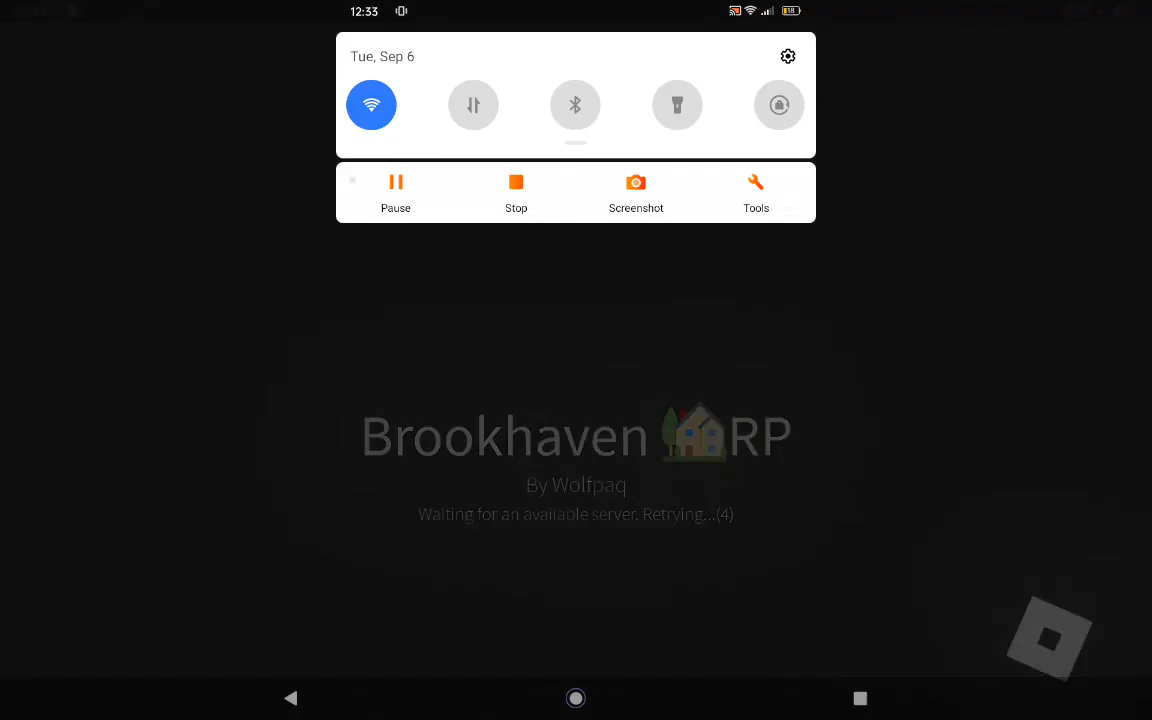 12:33
18
Tue, Sep 6
Pause
Stop
Screenshot
Tools
Brookhaven 🏡RP
By Wolfpaq
Waiting for an available server. Retrying...(4)